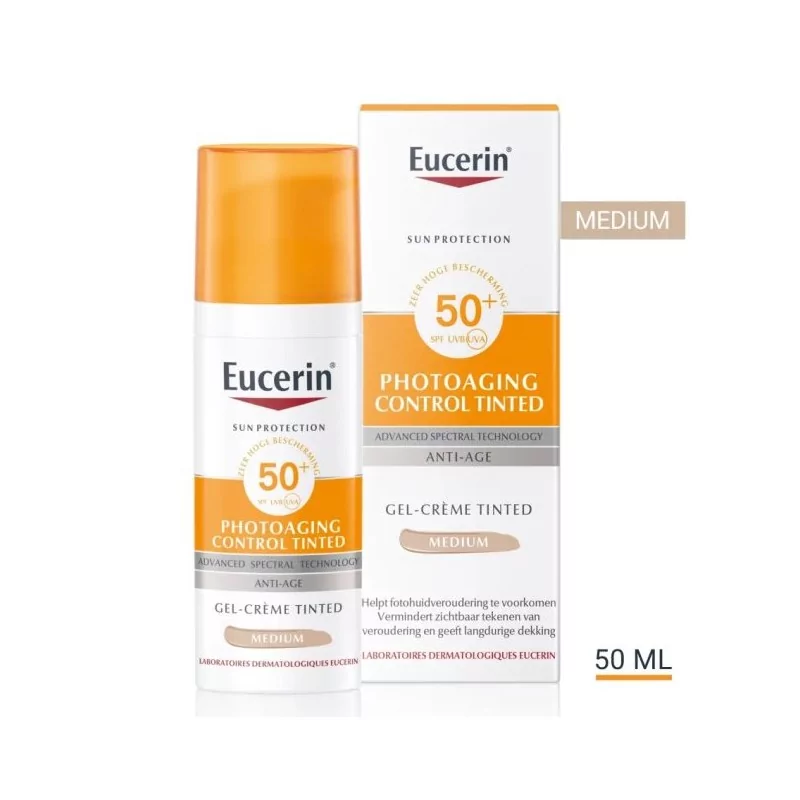 Eucerin®
SUN PROTECTION
ZEER HOGE BESCHERMING
50+
SPF UVB/UVA
PHOTOAGING
CONTROL TINTED
ADVANCED SPECTRAL TECHNOLOGY
ANTI-AGE
GEL-CRÈME TINTED
MEDIUM
LABORATOIRES DERMATOLOGIQUES EUCERIN
Eucerin®
SUN PROTECTION
ZEER HOGE BESCHERMING
50+
SPF UVB/UVA
PHOTOAGING
CONTROL TINTED
ADVANCED SPECTRAL TECHNOLOGY
ANTI-AGE
GEL-CRÈME TINTED
MEDIUM
Helpt fotohuidveroudering te voorkomen
Vermindert zichtbaar tekenen van
veroudering en geeft langdurige dekking
LABORATOIRES DERMATOLOGIQUES EUCERIN
MEDIUM
50 ML